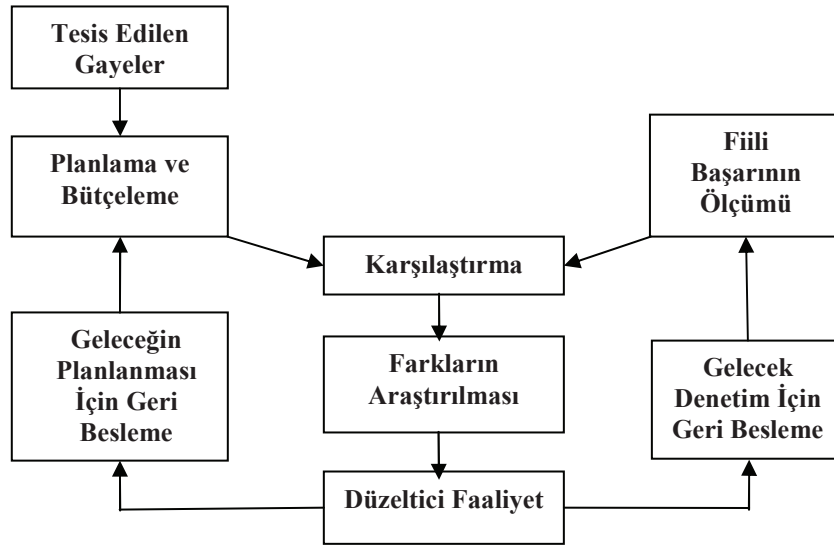 Tesis Edilen
Gayeler
Planlama ve
Bütçeleme
Fiili
Başarının
Ölçümü
Karşılaştırma
Geleceğin
Planlanması
İçin Geri
Besleme
Farkların
Araştırılması
Gelecek
Denetim İçin
Geri Besleme
Düzeltici Faaliyet